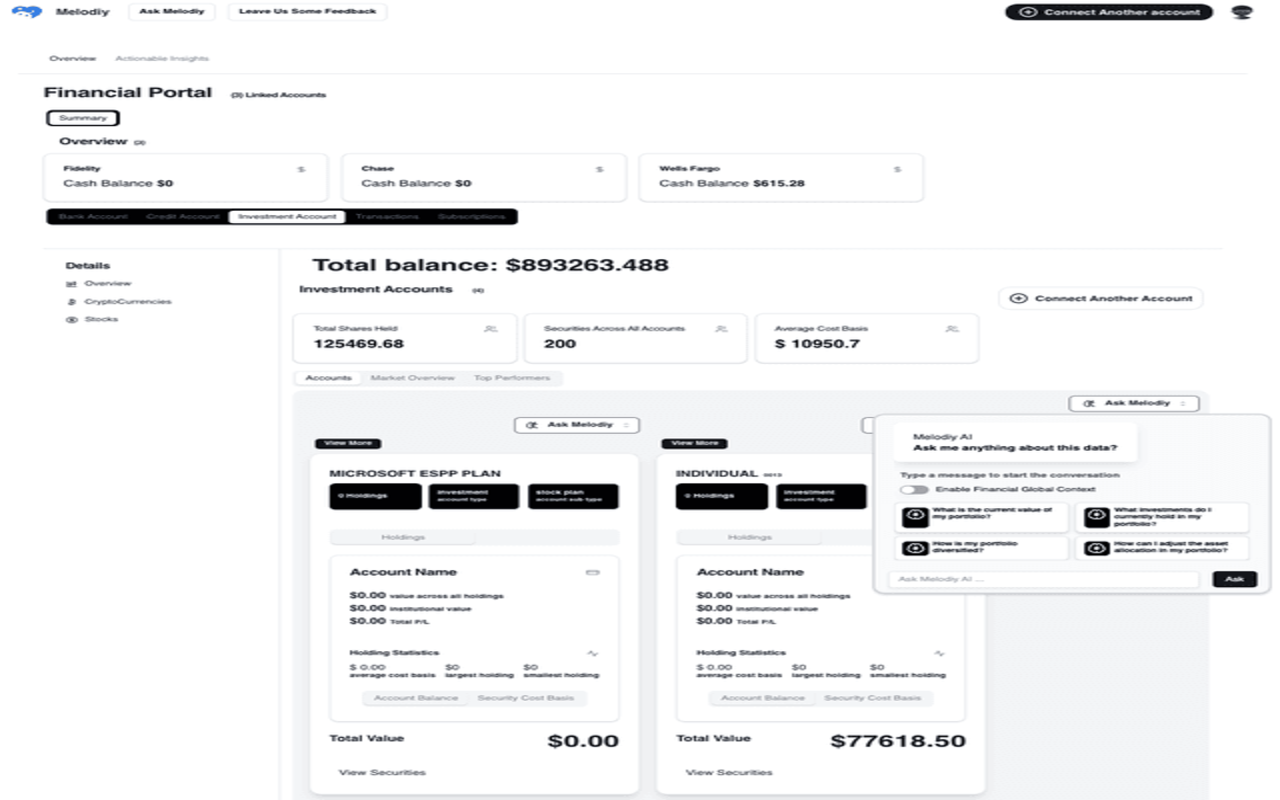 Melodiy
Ask Melodiy
Leave Us Some Feedback
Connect Another account
Overview
Actionable Insights
Financial Portal
(3) Linked Accounts
Summary
Overview (3)
Fidelity
$
Cash Balance $0
Chase
$
Cash Balance $0
Wells Fargo
$
Cash Balance $615.28
Bank Account
Credit Account
Investment Account
Transactions
Subscriptions
Details
Overview
CryptoCurrencies
Stocks
Total balance: $893263.488
Investment Accounts (4)
Connect Another Account
Total Shares Held
125469.68
Securities Across All Accounts
200
Average Cost Basis
$ 10950.7
Accounts
Market Overview
Top Performers
Ask Melodiy
Ask Melodiy
View More
MICROSOFT ESPP PLAN
0 Holdings
investment
account type
stock plan
account sub type
Holdings
Account Name
$0.00 value across all holdings
$0.00 institutional value
$0.00 Total P/L
Holding Statistics
$ 0.00
average cost basis
$0
largest holding
$0
smallest holding
Account Balance
Security Cost Basis
Total Value
$0.00
View Securities
View More
INDIVIDUAL
0 Holdings
investment
account type
Holdings
Account Name
$0.00 value across all holdings
$0.00 institutional value
$0.00 Total P/L
Holding Statistics
$ 0.00
average cost basis
$0
largest holding
$0
smallest holding
Account Balance
Security Cost Basis
Total Value
$77618.50
View Securities
Melodiy AI
Ask me anything about this data?
Type a message to start the conversation
Enable Financial Global Context
What is the current value of
my portfolio?
What investments do I
currently hold in my
portfolio?
How is my portfolio
diversified?
How can I adjust the asset
allocation in my portfolio?
Ask Melodiy AI ...
Ask